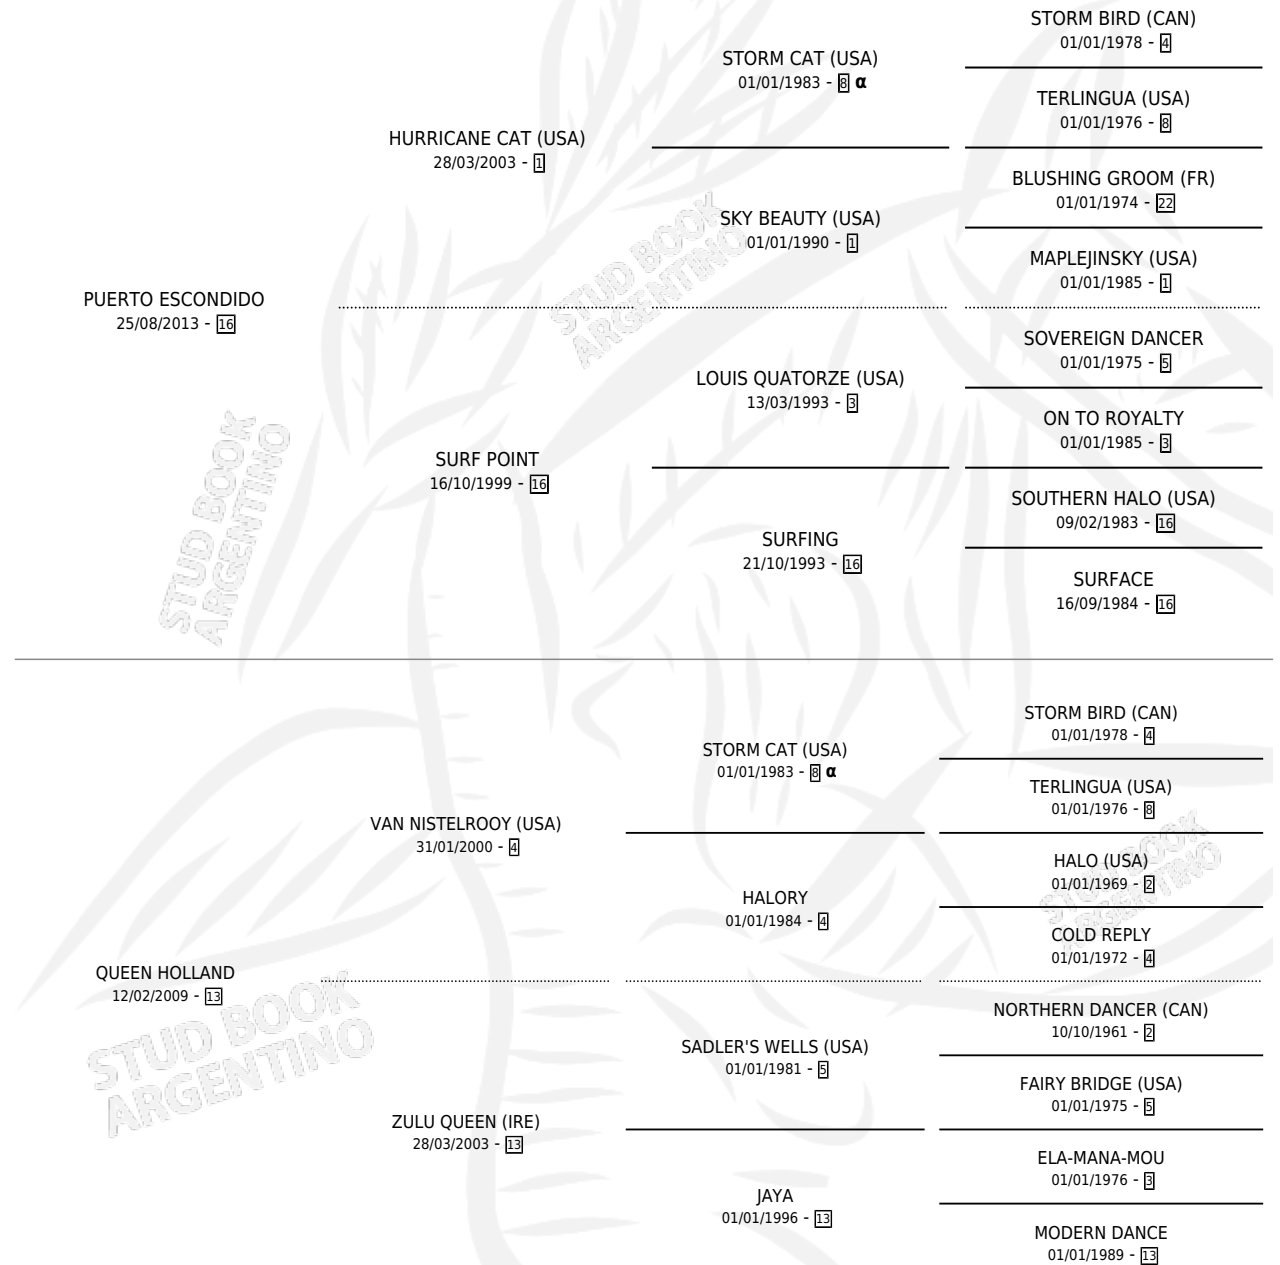 STORM BIRD (CAN)
01/01/1978 - 4
STORM CAT (USA)
01/01/1983 - 8 α
TERLINGUA (USA)
01/01/1976 - 8
HURRICANE CAT (USA)
28/03/2003 - 1
BLUSHING GROOM (FR)
01/01/1974 - 22
SKY BEAUTY (USA)
01/01/1990 - 1
MAPLEJINSKY (USA)
01/01/1985 - 1
PUERTO ESCONDIDO
25/08/2013 - 16
SOVEREIGN DANCER
01/01/1975 - 5
LOUIS QUATORZE (USA)
13/03/1993 - 3
ON TO ROYALTY
01/01/1985 - 3
SURF POINT
16/10/1999 - 16
SOUTHERN HALO (USA)
09/02/1983 - 16
SURFING
21/10/1993 - 16
SURFACE
16/09/1984 - 16
STUD BOOK
ARGENTINO
STUD BOOK
ARGENTINO
STORM BIRD (CAN)
01/01/1978 - 4
STORM CAT (USA)
01/01/1983 - 8 α
TERLINGUA (USA)
01/01/1976 - 8
VAN NISTELROOY (USA)
31/01/2000 - 4
HALO (USA)
01/01/1969 - 2
HALORY
01/01/1984 - 4
COLD REPLY
01/01/1972 - 4
QUEEN HOLLAND
12/02/2009 - 13
NORTHERN DANCER (CAN)
10/10/1961 - 2
SADLER'S WELLS (USA)
01/01/1981 - 5
FAIRY BRIDGE (USA)
01/01/1975 - 5
ZULU QUEEN (IRE)
28/03/2003 - 13
ELA-MANA-MOU
01/01/1976 - 3
JAYA
01/01/1996 - 13
MODERN DANCE
01/01/1989 - 13
STUD BOOK
ARGENTINO
STUD BOOK
ARGENTINO